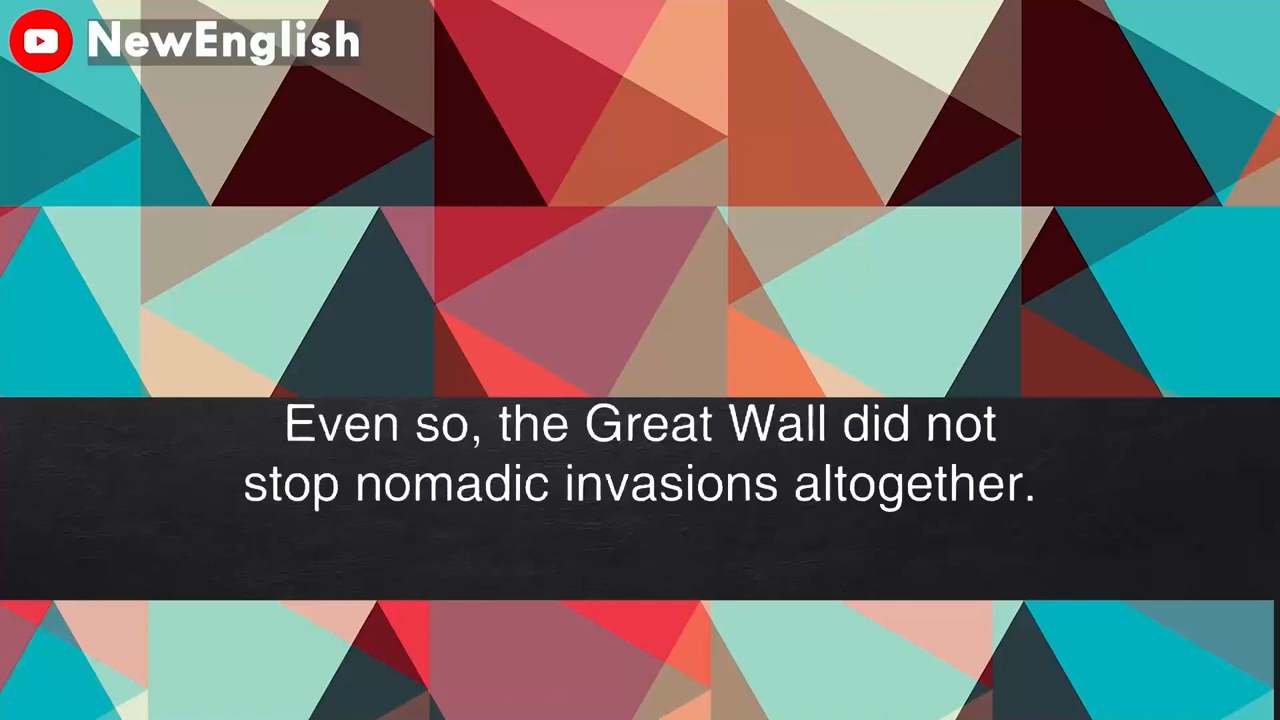 NewEnglish
Even so, the Great Wall did not
stop nomadic invasions altogether.